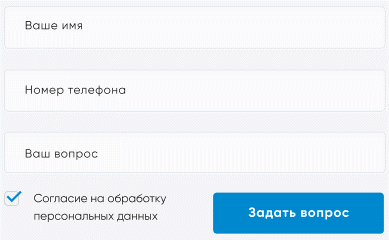 Ваше имя
Номер телефона
Ваш вопрос
Согласие на обработку
персональных данных
Задать вопрос